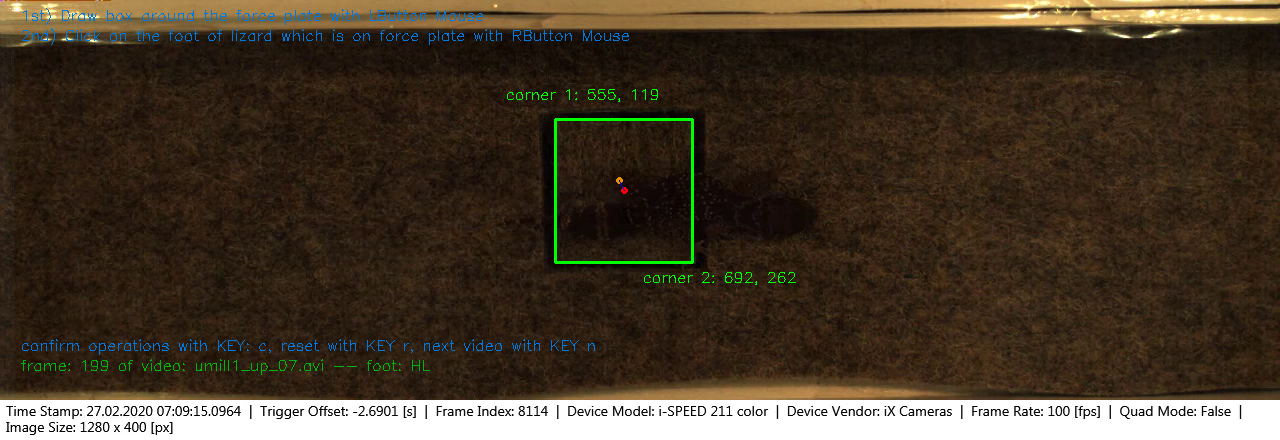 1st) Draw box around the force plate with LButton Mouse
2nd) Click on the foot of lizard which is on force plate with RButton Mouse
corner 1: 555, 119
corner 2: 692, 262
confirm operations with KEY: c, reset with KEY r, next video with KEY n
frame: 199 of video: umill1_up_07.avi -- foot: HL
Time Stamp: 27.02.2020 07:09:15.0964 | Trigger Offset: -2.6901 [s] | Frame Index: 8114 | Device Model: i-SPEED 211 color | Device Vendor: iX Cameras | Frame Rate: 100 [fps] | Quad Mode: False |
Image Size: 1280 x 400 [px]